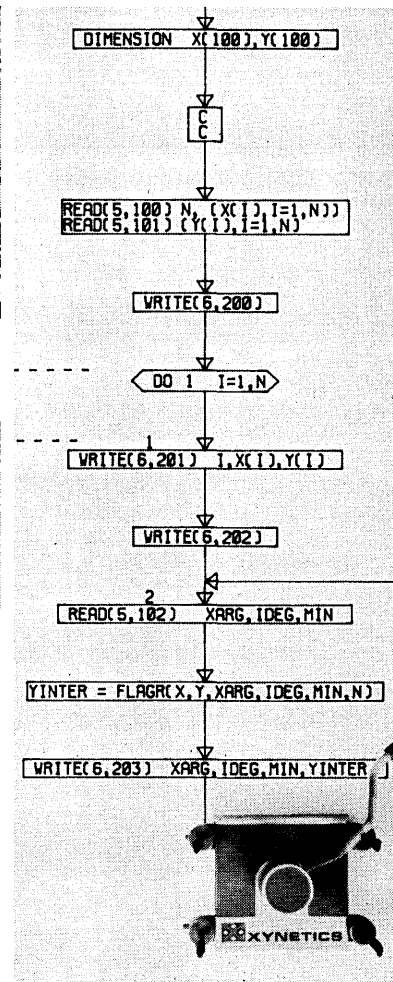 DIMENSION X(100),Y(100)
C
C
READ(5,100) N, (X(I),I=1,N))
READ(5,101) (Y(I),I=1,N)
WRITE(6,200)
DO 1 I=1,N
1
WRITE(6,201) I,X(I),Y(I)
WRITE(6,202)
2
READ(5,102) XARG,IDEG,MIN
YINTER = FLAGR(X,Y,XARG,IDEG,MIN,N)
WRITE(6,203) XARG,IDEG,MIN,YINTER
XYNETICS